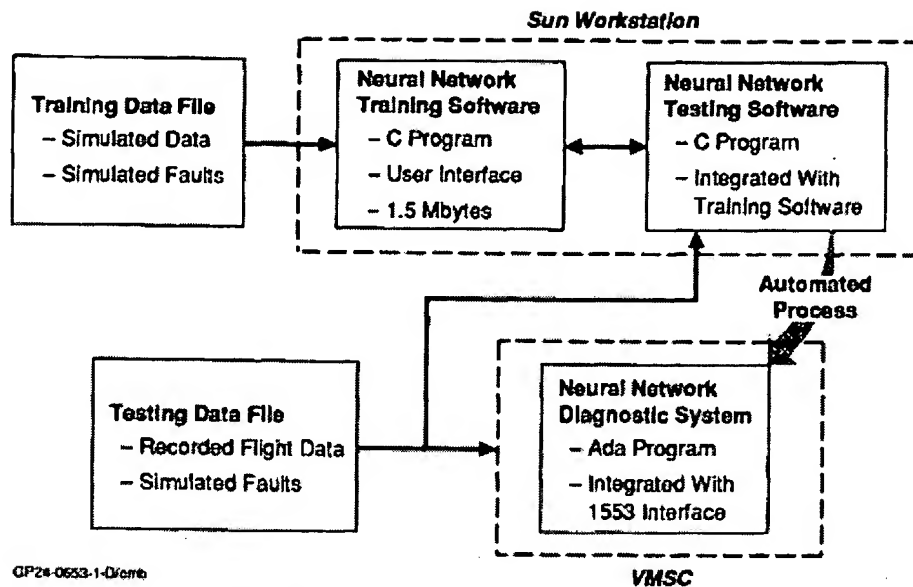 Sun Workstation
Training Data File
– Simulated Data
– Simulated Faults
Neural Network
Training Software
– C Program
– User Interface
– 1.5 Mbytes
Neural Network
Testing Software
– C Program
– Integrated With
Training Software
Automated
Process
Testing Data File
– Recorded Flight Data
– Simulated Faults
Neural Network
Diagnostic System
– Ada Program
– Integrated With
1553 Interface
VMSC